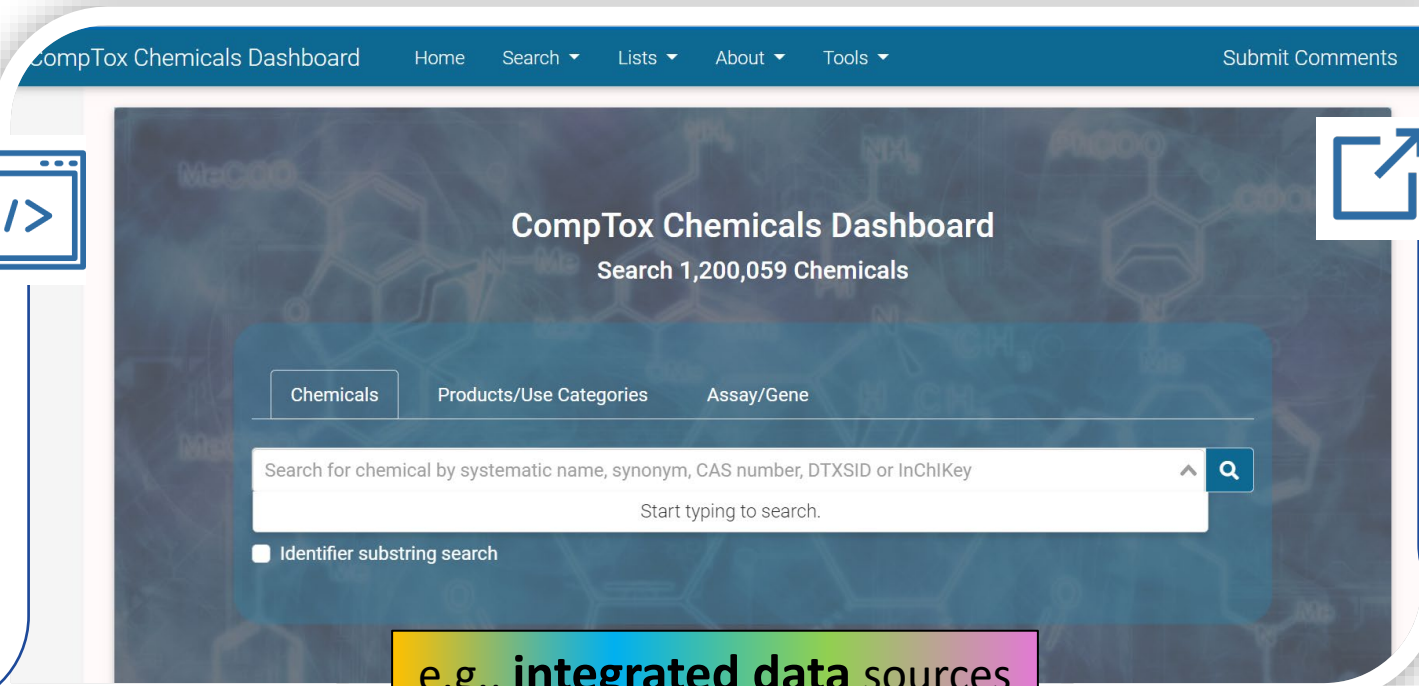 CompTox Chemicals Dashboard Home Search Lists About Tools Submit Comments
/>
CompTox Chemicals Dashboard
Search 1,200,059 Chemicals
Chemicals Products/Use Categories Assay/Gene
Search for chemical by systematic name, synonym, CAS number, DTXSID or InChIKey
Start typing to search.
Identifier substring search
e.g., integrated data sources